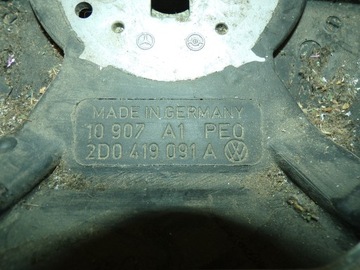 MADE IN GERMANY
10 907 A1 PEQ
2D0 419 091 A